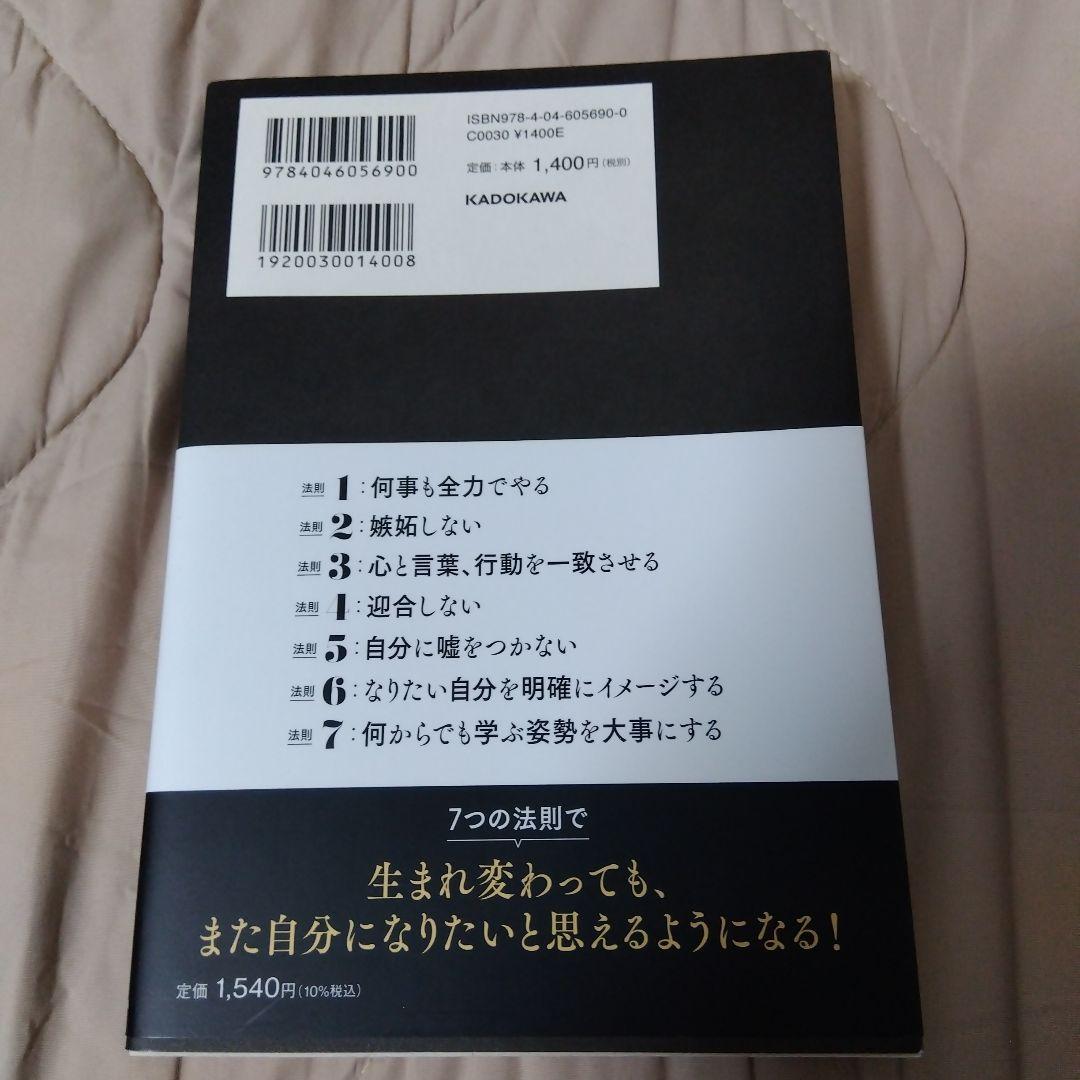 ISBN978-4-04-605690-0
C0030 ¥1400E
定価：本体 1,400円（税別）
KADOKAWA
9784046056900
1920030014008
法則 1：何事も全力でやる
法則 2：嫉妬しない
法則 3：心と言葉、行動を一致させる
法則 4：迎合しない
法則 5：自分に嘘をつかない
法則 6：なりたい自分を明確にイメージする
法則 7：何からでも学ぶ姿勢を大事にする
7つの法則で
生まれ変わっても、
また自分になりたいと思えるようになる！
定価 1,540円（10%税込）